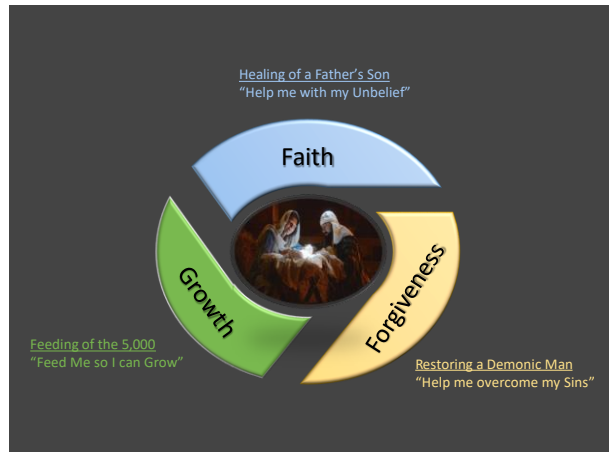 Healing of a Father's Son
“Help me with my Unbelief”
Faith
Forgiveness
Growth
Feeding of the 5,000
“Feed Me so I can Grow”
Restoring a Demonic Man
“Help me overcome my Sins”